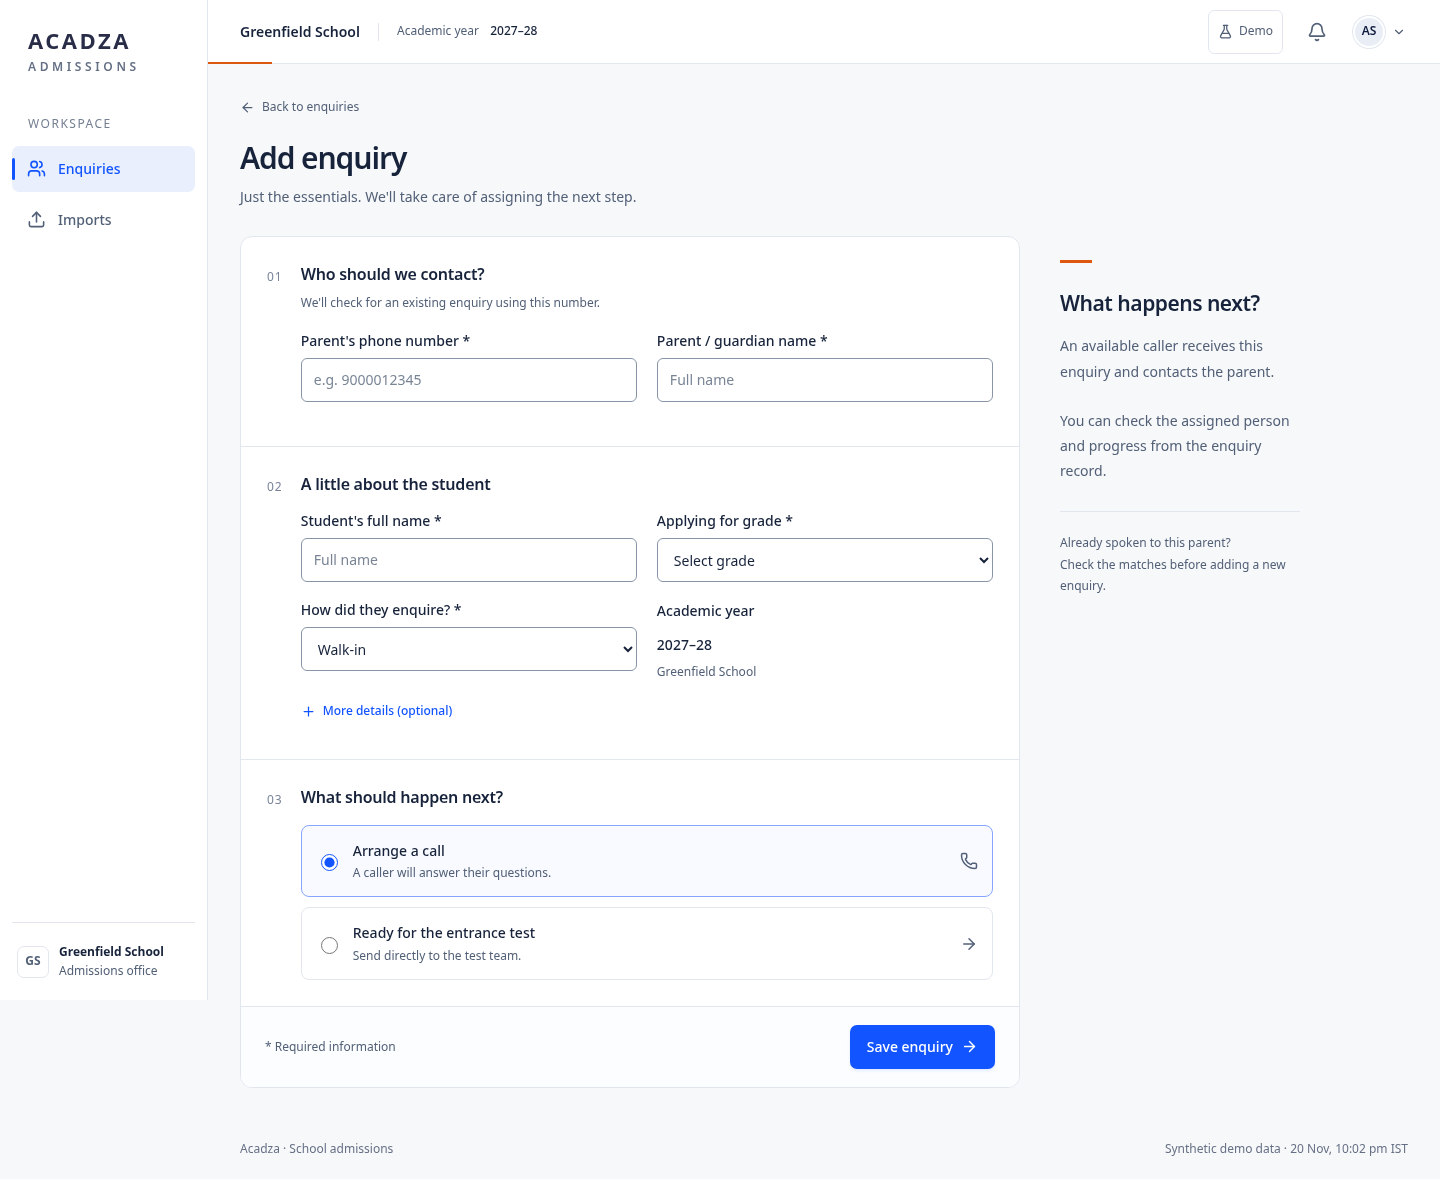 ACADZA
ADMISSIONS
WORKSPACE
Enquiries
Imports
GS
Greenfield School
Admissions office
Greenfield School
Academic year 2027–28
Demo
AS
Back to enquiries
Add enquiry
Just the essentials. We'll take care of assigning the next step.
01
Who should we contact?
We'll check for an existing enquiry using this number.
Parent's phone number *
Parent / guardian name *
e.g. 9000012345
Full name
02
A little about the student
Student's full name *
Applying for grade *
Full name
Select grade
How did they enquire? *
Academic year
Walk-in
2027–28
Greenfield School
More details (optional)
03
What should happen next?
Arrange a call
A caller will answer their questions.
Ready for the entrance test
Send directly to the test team.
* Required information
Save enquiry
What happens next?
An available caller receives this
enquiry and contacts the parent.
You can check the assigned person
and progress from the enquiry
record.
Already spoken to this parent?
Check the matches before adding a new
enquiry.
Acadza · School admissions
Synthetic demo data · 20 Nov, 10:02 pm IST